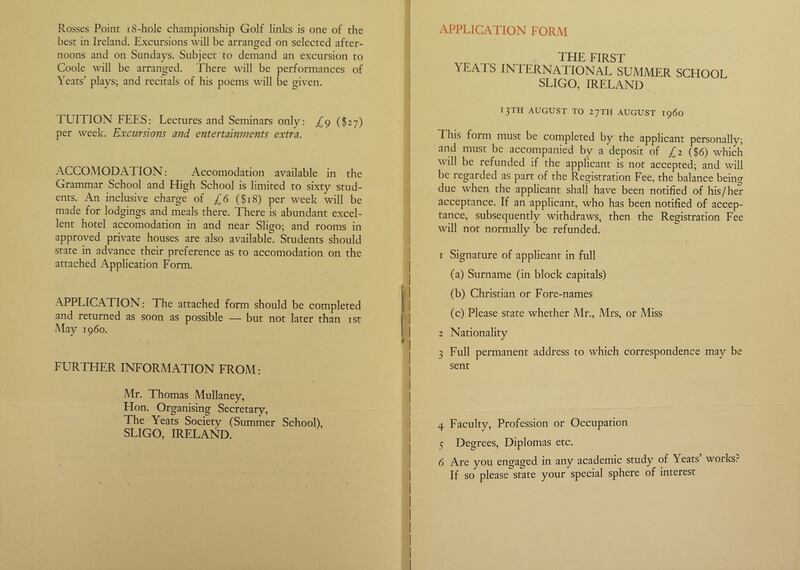 Rosses Point 18-hole championship Golf links is one of the
best in Ireland. Excursions will be arranged on selected after-
noons and on Sundays. Subject to demand an excursion to
Coole will be arranged. There will be performances of
Yeats' plays; and recitals of his poems will be given.
TUITION FEES: Lectures and Seminars only: £9 ($27)
per week. Excursions and entertainments extra.
ACCOMODATION: Accomodation available in the
Grammar School and High School is limited to sixty stud-
ents. An inclusive charge of £6 ($18) per week will be
made for lodgings and meals there. There is abundant excel-
lent hotel accomodation in and near Sligo; and rooms in
approved private houses are also available. Students should
state in advance their preference as to accomodation on the
attached Application Form.
APPLICATION: The attached form should be completed
and returned as soon as possible — but not later than 1st
May 1960.
FURTHER INFORMATION FROM:
Mr. Thomas Mullaney,
Hon. Organising Secretary,
The Yeats Society (Summer School),
SLIGO, IRELAND.
APPLICATION FORM
THE FIRST
YEATS INTERNATIONAL SUMMER SCHOOL
SLIGO, IRELAND
13TH AUGUST TO 27TH AUGUST 1960
This form must be completed by the applicant personally;
and must be accompanied by a deposit of £2 ($6) which
will be refunded if the applicant is not accepted; and will
be regarded as part of the Registration Fee, the balance being
due when the applicant shall have been notified of his/her
acceptance. If an applicant, who has been notified of accep-
tance, subsequently withdraws, then the Registration Fee
will not normally be refunded.
1 Signature of applicant in full
(a) Surname (in block capitals)
(b) Christian or Fore-names
(c) Please state whether Mr., Mrs, or Miss
2 Nationality
3 Full permanent address to which correspondence may be
sent
4 Faculty, Profession or Occupation
5 Degrees, Diplomas etc.
6 Are you engaged in any academic study of Yeats' works?
If so please state your special sphere of interest